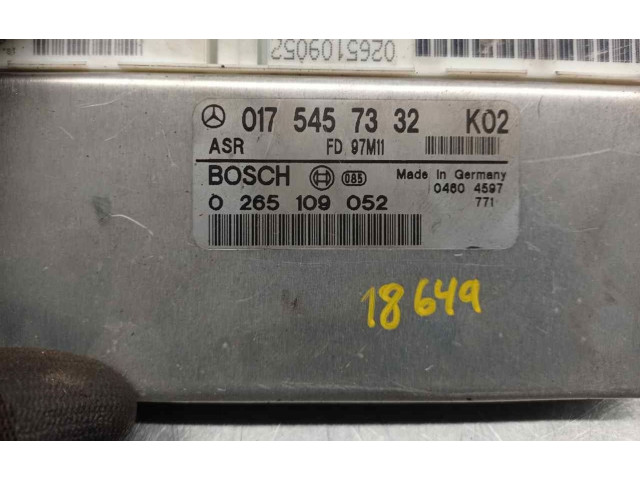 0265109052
017 545 73 32 K02
ASR FD 97M11
BOSCH 085 Made In Germany
0460 4597
0 265 109 052 771
18649